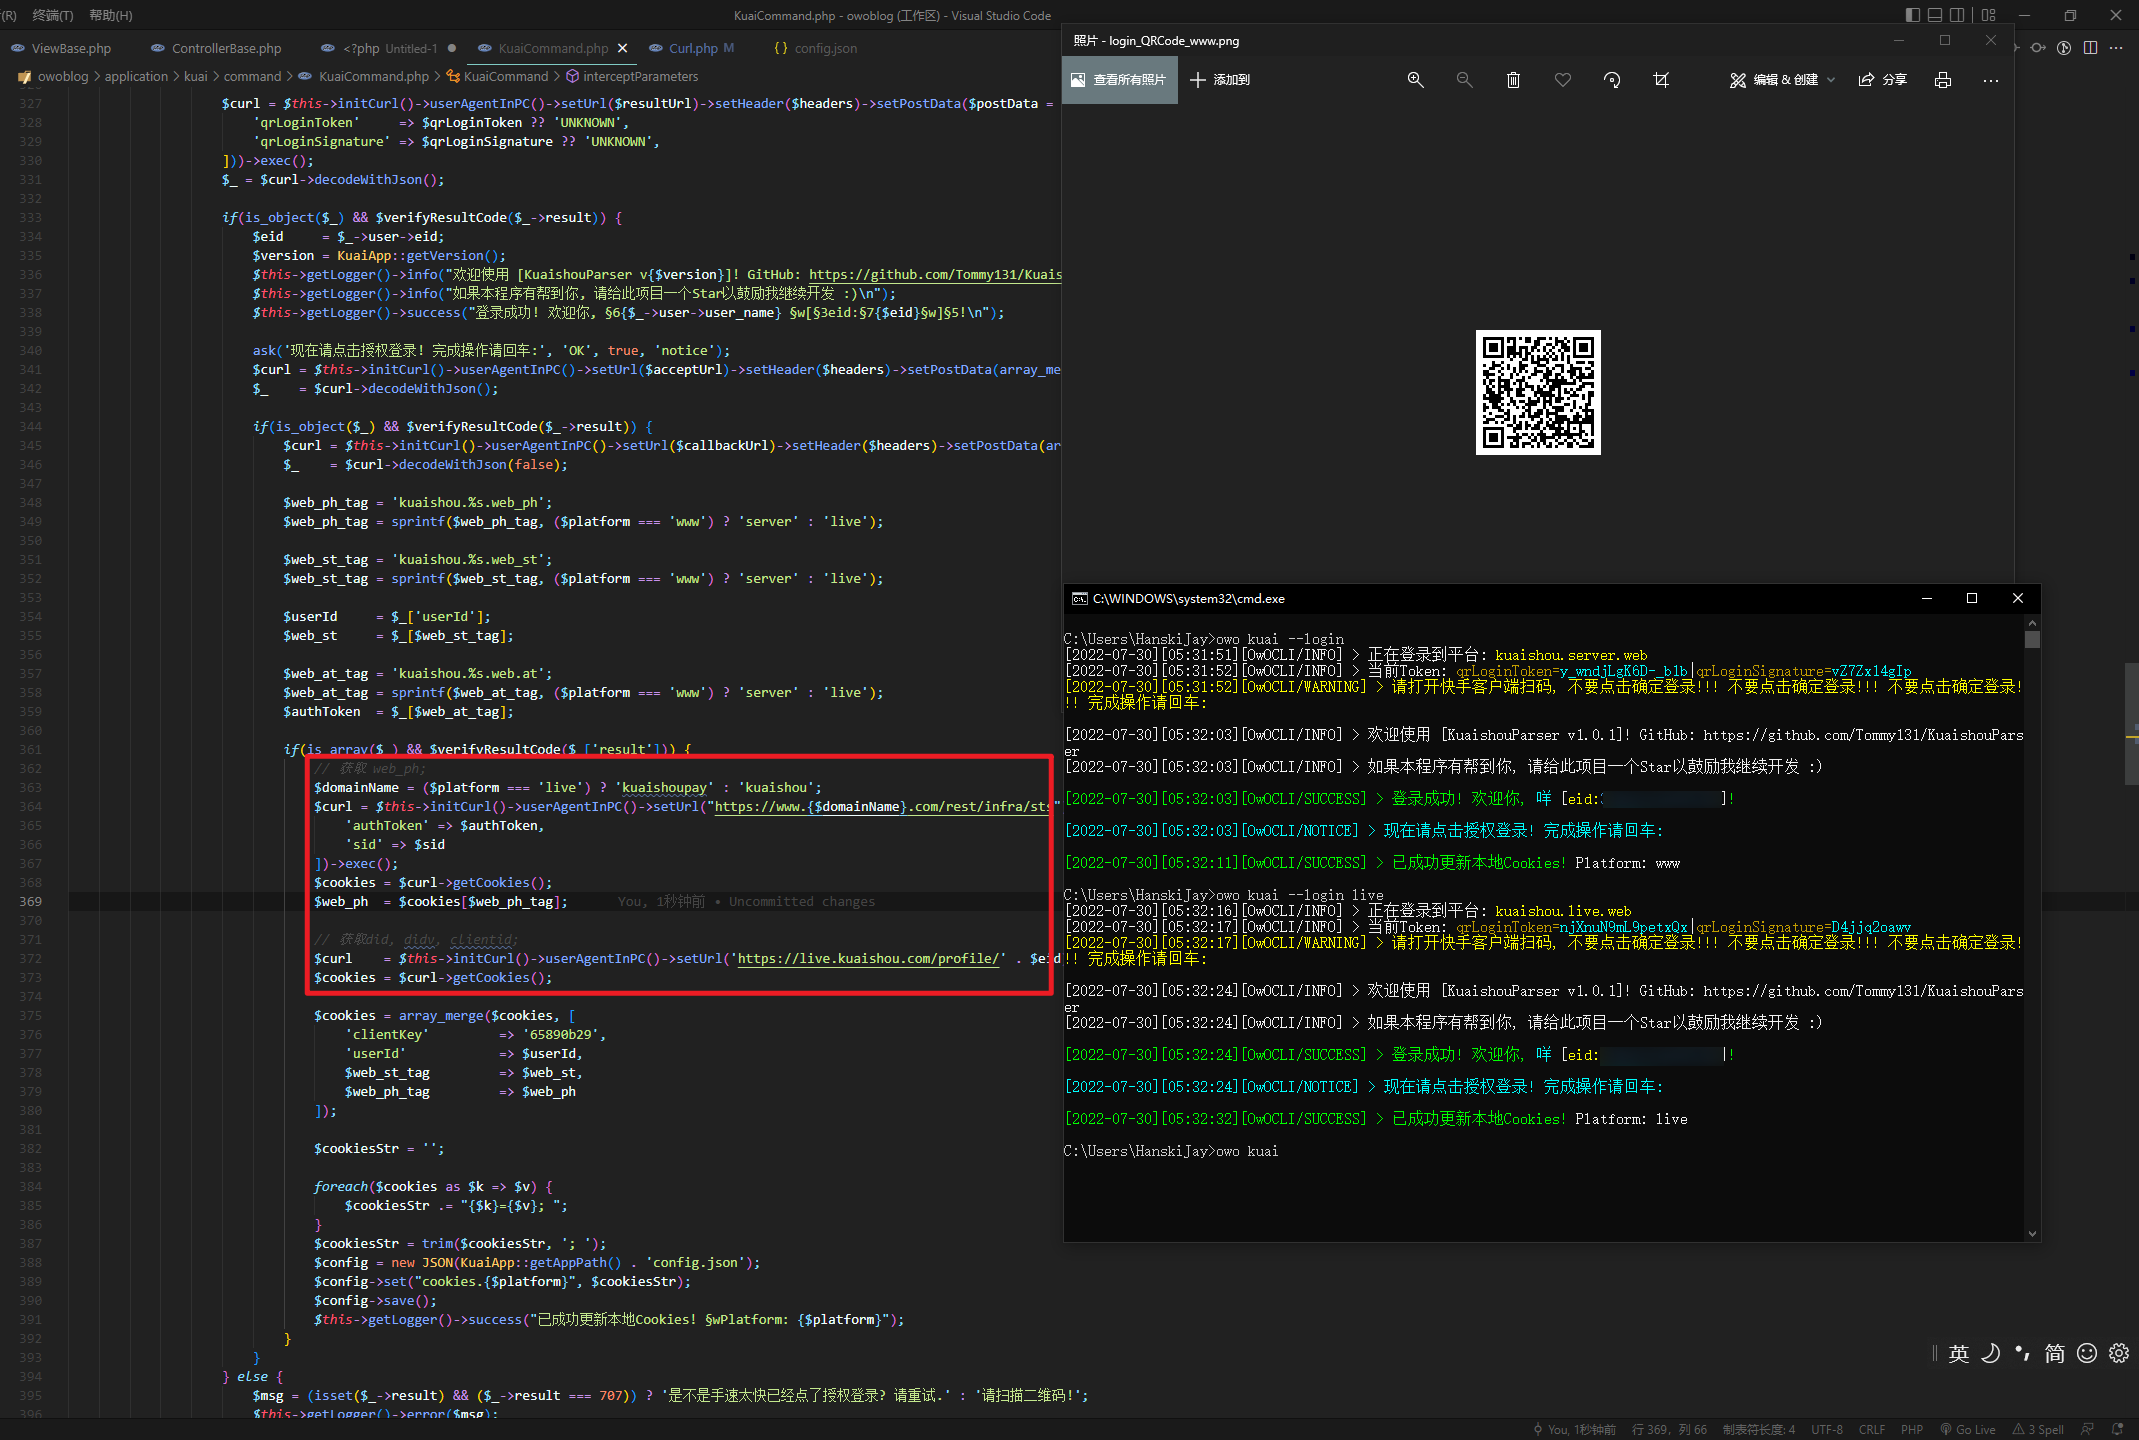 (R) 终端(T) 帮助(H)
KuaiCommand.php - owoblog (工作区) - Visual Studio Code
ViewBase.php
ControllerBase.php
<?php Untitled-1
KuaiCommand.php
Curl.php M
{} config.json
owoblog > application > kuai > command > KuaiCommand.php > KuaiCommand > interceptParameters
327 $curl = $this->initCurl()->userAgentInPC()->setUrl($resultUrl)->setHeader($headers)->setPostData($postData =
328 'qrLoginToken' => $qrLoginToken ?? 'UNKNOWN',
329 'qrLoginSignature' => $qrLoginSignature ?? 'UNKNOWN',
330 ]))->exec();
331 $_ = $curl->decodeWithJson();
332
333 if(is_object($_) && $verifyResultCode($_->result)) {
334 $eid = $_->user->eid;
335 $version = KuaiApp::getVersion();
336 $this->getLogger()->info("欢迎使用 [KuaishouParser v{$version}]! GitHub: https://github.com/Tommy131/Kuais
337 $this->getLogger()->info("如果本程序有帮到你, 请给此项目一个Star以鼓励我继续开发 :)\n");
338 $this->getLogger()->success("登录成功! 欢迎你, §6{$_->user->user_name} §w[§3eid:§7{$eid}§w]§5!\n");
339
340 ask('现在请点击授权登录! 完成操作请回车:', 'OK', true, 'notice');
341 $curl = $this->initCurl()->userAgentInPC()->setUrl($acceptUrl)->setHeader($headers)->setPostData(array_me
342 $_ = $curl->decodeWithJson();
343
344 if(is_object($_) && $verifyResultCode($_->result)) {
345 $curl = $this->initCurl()->userAgentInPC()->setUrl($callbackUrl)->setHeader($headers)->setPostData(ar
346 $_ = $curl->decodeWithJson(false);
347
348 $web_ph_tag = 'kuaishou.%s.web_ph';
349 $web_ph_tag = sprintf($web_ph_tag, ($platform === 'www') ? 'server' : 'live');
350
351 $web_st_tag = 'kuaishou.%s.web_st';
352 $web_st_tag = sprintf($web_st_tag, ($platform === 'www') ? 'server' : 'live');
353
354 $userId = $_['userId'];
355 $web_st = $_[$web_st_tag];
356
357 $web_at_tag = 'kuaishou.%s.web.at';
358 $web_at_tag = sprintf($web_at_tag, ($platform === 'www') ? 'server' : 'live');
359 $authToken = $_[$web_at_tag];
360
361 if(is_array($_) && $verifyResultCode($_['result'])) {
362 // 获取 web_ph;
363 $domainName = ($platform === 'live') ? 'kuaishoupay' : 'kuaishou';
364 $curl = $this->initCurl()->userAgentInPC()->setUrl("https://www.{$domainName}.com/rest/infra/sts"
365 'authToken' => $authToken,
366 'sid' => $sid
367 ])->exec();
368 $cookies = $curl->getCookies();
369 $web_ph = $cookies[$web_ph_tag]; You, 1秒钟前 • Uncommitted changes
370
371 // 获取did, didv, clientid;
372 $curl = $this->initCurl()->userAgentInPC()->setUrl('https://live.kuaishou.com/profile/' . $eid
373 $cookies = $curl->getCookies();
374
375 $cookies = array_merge($cookies, [
376 'clientKey' => '65890b29',
377 'userId' => $userId,
378 $web_st_tag => $web_st,
379 $web_ph_tag => $web_ph
380 ]);
381
382 $cookiesStr = '';
383
384 foreach($cookies as $k => $v) {
385 $cookiesStr .= "{$k}={$v}; ";
386 }
387 $cookiesStr = trim($cookiesStr, '; ');
388 $config = new JSON(KuaiApp::getAppPath() . 'config.json');
389 $config->set("cookies.{$platform}", $cookiesStr);
390 $config->save();
391 $this->getLogger()->success("已成功更新本地Cookies! §wPlatform: {$platform}");
392 }
393 }
394 } else {
395 $msg = (isset($_->result) && ($_->result === 707)) ? '是不是手速太快已经点了授权登录? 请重试.' : '请扫描二维码!';
396 $this->getLogger()->error($msg);
照片 - login_QRCode_www.png
查看所有照片
添加到
编辑 & 创建
分享
C:\WINDOWS\system32\cmd.exe
C:\Users\HanskiJay>owo kuai --login
[2022-07-30][05:31:51][OwOCLI/INFO] > 正在登录到平台: kuaishou.server.web
[2022-07-30][05:31:52][OwOCLI/INFO] > 当前Token: qrLoginToken=y_wndjLgK6D-_b1b|qrLoginSignature=vZ7Zx14gIp
[2022-07-30][05:31:52][OwOCLI/WARNING] > 请打开快手客户端扫码, 不要点击确定登录!!! 不要点击确定登录!!! 不要点击确定登录!
!! 完成操作请回车:
[2022-07-30][05:32:03][OwOCLI/INFO] > 欢迎使用 [KuaishouParser v1.0.1]! GitHub: https://github.com/Tommy131/KuaishouPars
er
[2022-07-30][05:32:03][OwOCLI/INFO] > 如果本程序有帮到你, 请给此项目一个Star以鼓励我继续开发 :)
[2022-07-30][05:32:03][OwOCLI/SUCCESS] > 登录成功! 欢迎你, 咩 [eid: ]!
[2022-07-30][05:32:03][OwOCLI/NOTICE] > 现在请点击授权登录! 完成操作请回车:
[2022-07-30][05:32:11][OwOCLI/SUCCESS] > 已成功更新本地Cookies! Platform: www
C:\Users\HanskiJay>owo kuai --login live
[2022-07-30][05:32:16][OwOCLI/INFO] > 正在登录到平台: kuaishou.live.web
[2022-07-30][05:32:17][OwOCLI/INFO] > 当前Token: qrLoginToken=njXnuN9mL9petxQx|qrLoginSignature=D4jjq2oawv
[2022-07-30][05:32:17][OwOCLI/WARNING] > 请打开快手客户端扫码, 不要点击确定登录!!! 不要点击确定登录!!! 不要点击确定登录!
!! 完成操作请回车:
[2022-07-30][05:32:24][OwOCLI/INFO] > 欢迎使用 [KuaishouParser v1.0.1]! GitHub: https://github.com/Tommy131/KuaishouPars
er
[2022-07-30][05:32:24][OwOCLI/INFO] > 如果本程序有帮到你, 请给此项目一个Star以鼓励我继续开发 :)
[2022-07-30][05:32:24][OwOCLI/SUCCESS] > 登录成功! 欢迎你, 咩 [eid: ]!
[2022-07-30][05:32:24][OwOCLI/NOTICE] > 现在请点击授权登录! 完成操作请回车:
[2022-07-30][05:32:32][OwOCLI/SUCCESS] > 已成功更新本地Cookies! Platform: live
C:\Users\HanskiJay>owo kuai
英 简
You, 1秒钟前 行 369, 列 66 制表符长度: 4 UTF-8 CRLF PHP Go Live 3 Spell